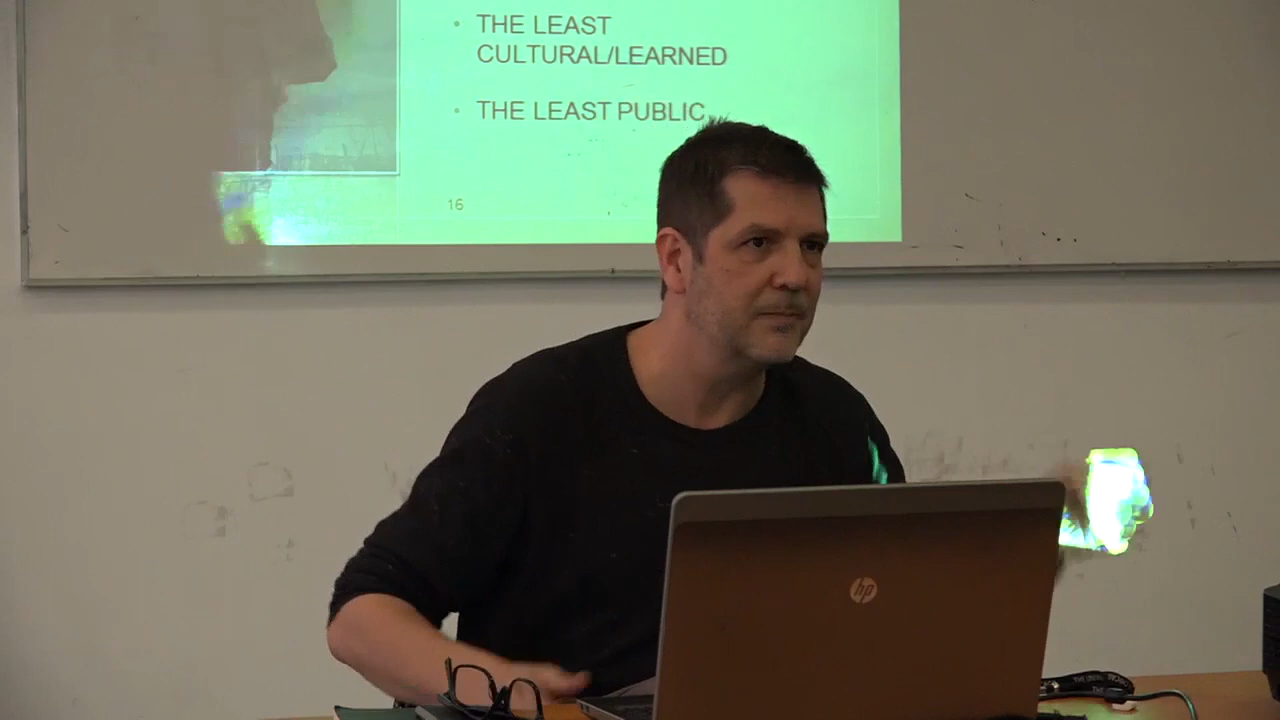 • THE LEAST
CULTURAL/LEARNED
• THE LEAST PUBLIC
16
hp